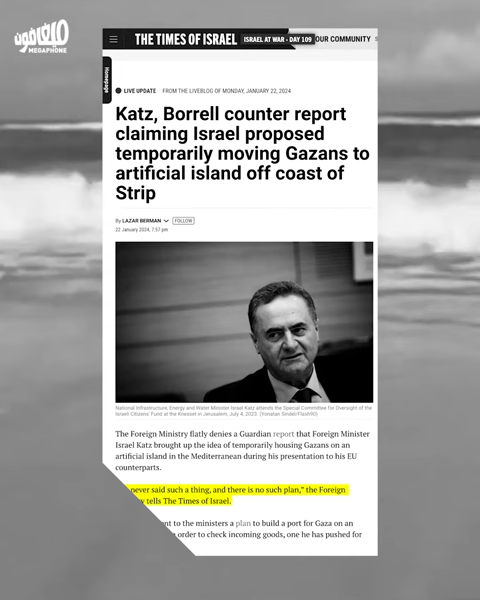 ميغافون
MEGAPHONE
THE TIMES OF ISRAEL
ISRAEL AT WAR - DAY 109
OUR COMMUNITY
Homepage
LIVE UPDATE FROM THE LIVEBLOG OF MONDAY, JANUARY 22, 2024
Katz, Borrell counter report
claiming Israel proposed
temporarily moving Gazans to
artificial island off coast of
Strip
By LAZAR BERMAN FOLLOW
22 January 2024, 7:57 pm
National Infrastructure, Energy and Water Minister Israel Katz attends the Special Committee for Oversight of the
Israeli Citizens' Fund at the Knesset in Jerusalem, July 4, 2023. (Yonatan Sindel/Flash90)
The Foreign Ministry flatly denies a Guardian report that Foreign Minister
Israel Katz brought up the idea of temporarily housing Gazans on an
artificial island in the Mediterranean during his presentation to his EU
counterparts.
never said such a thing, and there is no such plan," the Foreign
tells The Times of Israel.
to the ministers a plan to build a port for Gaza on an
order to check incoming goods, one he has pushed for